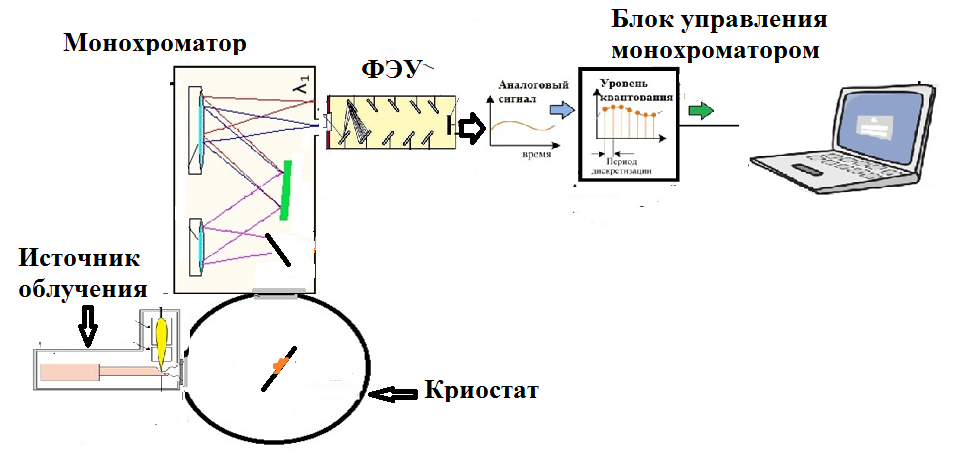 Блок управления
монохроматором
Монохроматор
ФЭУ
λ1
Аналоговый
сигнал
время
Уровень
квантования
Период
дискретизации
Источник
облучения
Криостат